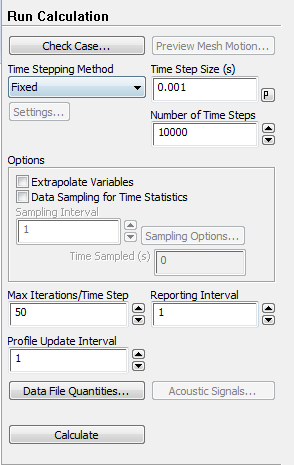 Run Calculation
Check Case... Preview Mesh Motion...
Time Stepping Method Time Step Size (s)
Fixed 0.001 P
Settings... Number of Time Steps
10000
Options
Extrapolate Variables
Data Sampling for Time Statistics
Sampling Interval
1 Sampling Options...
Time Sampled (s) 0
Max Iterations/Time Step Reporting Interval
50 1
Profile Update Interval
1
Data File Quantities... Acoustic Signals...
Calculate